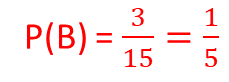 P(B) = 3/15 = 1/5